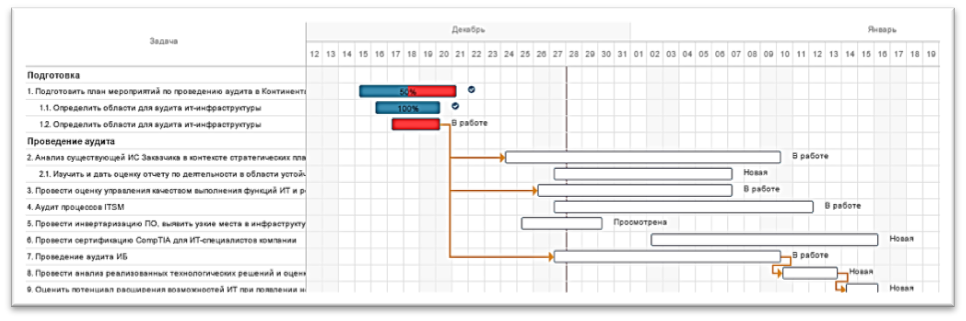 Задача
Декабрь
Январь
12 13 14 15 16 17 18 19 20 21 22 23 24 25 26 27 28 29 30 31 01 02 03 04 05 06 07 08 09 10 11 12 13 14 15 16 17 18 19
Подготовка
1. Подготовить план мероприятий по проведению аудита в Континент
50%
1.1. Определить области для аудита ит-инфраструктуры
100%
1.2. Определить области для аудита ит-инфраструктуры
В работе
Проведение аудита
2. Анализ существующей ИС Заказчика в контексте стратегических пла
В работе
2.1. Изучить и дать оценку отчету по деятельности в области устой
Новая
3. Провести оценку управления качеством выполнения функций ИТ и р
В работе
4. Аудит процессов ITSM
В работе
5. Провести инвертаризацию ПО, выявить узкие места в инфраструкту
Просмотрена
6. Провести сертификацию CompTIA для ИТ-специалистов компании
Новая
7. Проведение аудита ИБ
В работе
8. Провести анализ реализованных технологических решений и оцен
Новая
9. Оценить потенциал расширения возможностей ИТ при появлении н
Новая